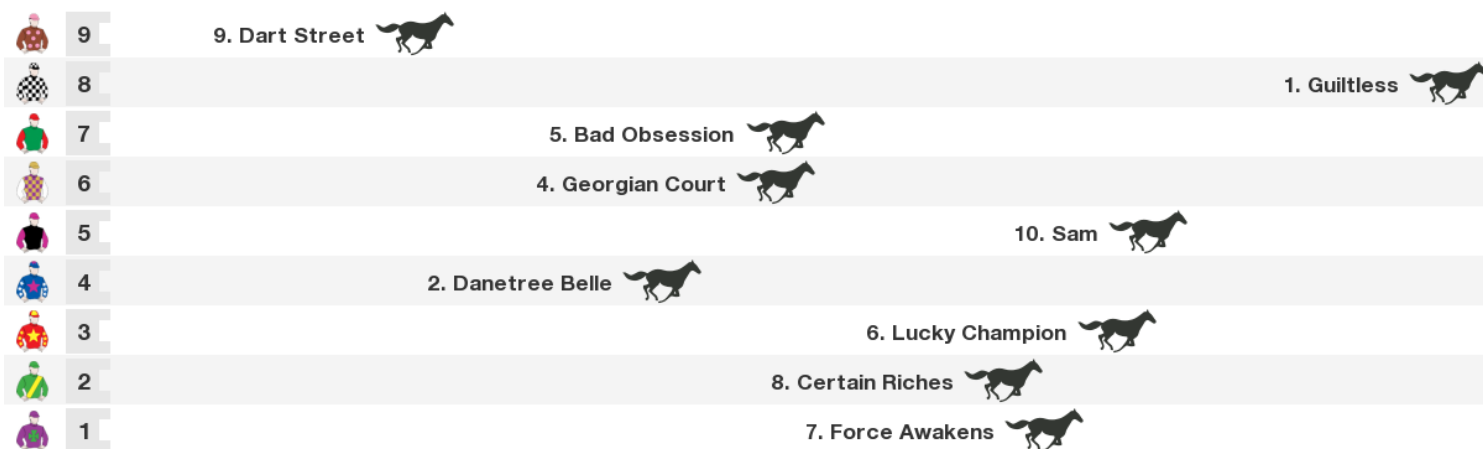 9 9. Dart Street
8 1. Guiltless
7 5. Bad Obsession
6 4. Georgian Court
5 10. Sam
4 2. Danetree Belle
3 6. Lucky Champion
2 8. Certain Riches
1 7. Force Awakens